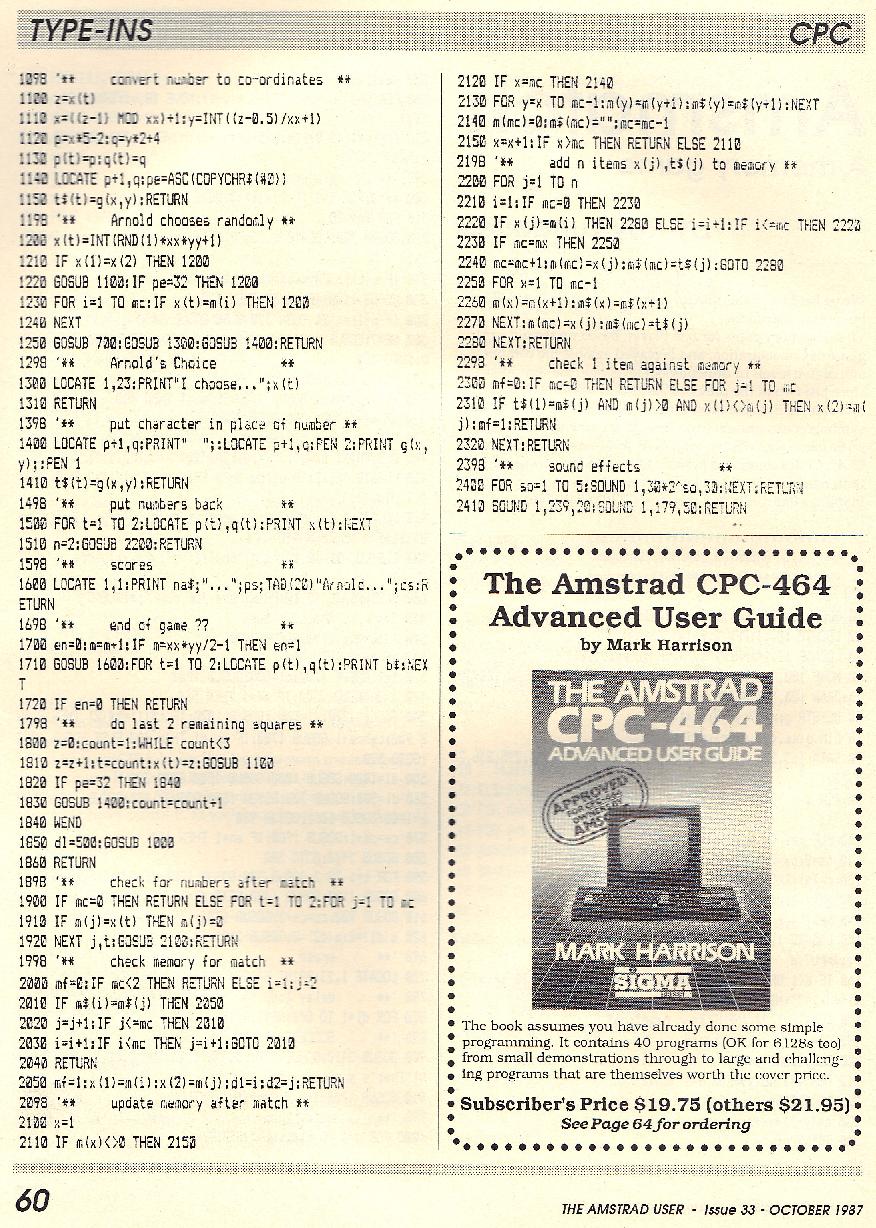 TYPE-INS
CPC
1098 '** convert number to co-ordinates **
1100 z=x(t)
1110 x=((z-1) MOD xx)+1:y=INT((z-0.5)/xx+1)
1120 p=x*5-2:q=y*2+4
1130 p(t)=p:q(t)=q
1140 LOCATE p+1,q:pe=ASC(COPYCHR$(#0))
1150 t$(t)=g(x,y):RETURN
1198 '** Arnold chooses randomly **
1200 x(t)=INT(RND(1)*xx*yy+1)
1210 IF x(1)=x(2) THEN 1200
1220 GOSUB 1100:IF pe=32 THEN 1200
1230 FOR i=1 TO mc:IF x(t)=m(i) THEN 1200
1240 NEXT
1250 GOSUB 700:GOSUB 1300:GOSUB 1400:RETURN
1298 '** Arnold's Choice **
1300 LOCATE 1,23:PRINT"I choose...";x(t)
1310 RETURN
1398 '** put character in place of number **
1400 LOCATE p+1,q:PRINT"  ";:LOCATE p+1,q:PEN 2:PRINT g(x,
y);:PEN 1
1410 t$(t)=g(x,y):RETURN
1498 '** put numbers back **
1500 FOR t=1 TO 2:LOCATE p(t),q(t):PRINT x(t):NEXT
1510 n=2:GOSUB 2200:RETURN
1598 '** scores **
1600 LOCATE 1,1:PRINT na$;"...";ps;TAB(20)"Arnold...";cs:R
ETURN
1698 '** end of game ?? **
1700 en=0:m=m+1:IF m=xx*yy/2-1 THEN en=1
1710 GOSUB 1600:FOR t=1 TO 2:LOCATE p(t),q(t):PRINT b$:NEX
T
1720 IF en=0 THEN RETURN
1798 '** do last 2 remaining squares **
1800 z=0:count=1:WHILE count<3
1810 z=z+1:t=count:x(t)=z:GOSUB 1100
1820 IF pe=32 THEN 1840
1830 GOSUB 1400:count=count+1
1840 WEND
1850 dl=500:GOSUB 1000
1860 RETURN
1898 '** check for numbers after match **
1900 IF mc=0 THEN RETURN ELSE FOR t=1 TO 2:FOR j=1 TO mc
1910 IF m(j)=x(t) THEN m(j)=0
1920 NEXT j,t:GOSUB 2100:RETURN
1998 '** check memory for match **
2000 mf=0:IF mc<2 THEN RETURN ELSE i=1:j=2
2010 IF m$(i)=m$(j) THEN 2050
2020 j=j+1:IF j<=mc THEN 2010
2030 i=i+1:IF i<mc THEN j=i+1:GOTO 2010
2040 RETURN
2050 mf=1:x(1)=m(i):x(2)=m(j):d1=i:d2=j:RETURN
2098 '** update memory after match **
2100 x=1
2110 IF m(x)<>0 THEN 2150
2120 IF x=mc THEN 2140
2130 FOR y=x TO mc-1:m(y)=m(y+1):m$(y)=m$(y+1):NEXT
2140 m(mc)=0:m$(mc)="":mc=mc-1
2150 x=x+1:IF x>mc THEN RETURN ELSE 2110
2198 '** add n items x(j),t$(j) to memory **
2200 FOR j=1 TO n
2210 i=1:IF mc=0 THEN 2230
2220 IF x(j)=m(i) THEN 2280 ELSE i=i+1:IF i<=mc THEN 2220
2230 IF mc=mx THEN 2250
2240 mc=mc+1:m(mc)=x(j):m$(mc)=t$(j):GOTO 2280
2250 FOR x=1 TO mc-1
2260 m(x)=m(x+1):m$(x)=m$(x+1)
2270 NEXT:m(mc)=x(j):m$(mc)=t$(j)
2280 NEXT:RETURN
2298 '** check 1 item against memory **
2300 mf=0:IF mc=0 THEN RETURN ELSE FOR j=1 TO mc
2310 IF t$(1)=m$(j) AND m(j)>0 AND x(1)<>m(j) THEN x(2)=m(
j):mf=1:RETURN
2320 NEXT:RETURN
2398 '** sound effects **
2400 FOR so=1 TO 5:SOUND 1,30*2^so,30:NEXT:RETURN
2410 SOUND 1,239,20:SOUND 1,179,50:RETURN
The Amstrad CPC-464
Advanced User Guide
by Mark Harrison
THE AMSTRAD
CPC-464
ADVANCED USER GUIDE
APPROVED
MARK HARRISON
SIGMA
The book assumes you have already done some simple
programming. It contains 40 programs (OK for 6128s too)
from small demonstrations through to large and challeng-
ing programs that are themselves worth the cover price.
Subscriber's Price $19.75 (others $21.95)
See Page 64 for ordering
60
THE AMSTRAD USER - Issue 33 - OCTOBER 1987